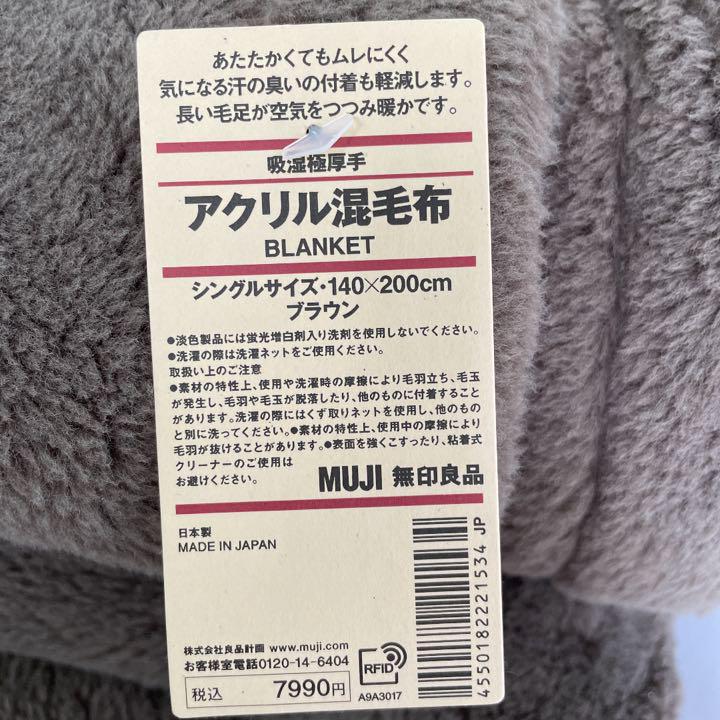 あたたかくてもムレにくく
気になる汗の臭いの付着も軽減します。
長い毛足が空気をつつみ暖かです。
吸湿極厚手
アクリル混毛布
BLANKET
シングルサイズ・140×200cm
ブラウン
●淡色製品には蛍光増白剤入り洗剤を使用しないでください。
●洗濯の際は洗濯ネットをご使用ください。
取扱い上のご注意
●素材の特性上、使用や洗濯時の摩擦により毛羽立ち、毛玉
が発生し、毛羽や毛玉が脱落したり、他のものに付着すること
があります。洗濯の際にはくず取りネットを使用し、他のもの
と別に洗ってください。●素材の特性上、使用中の摩擦により
毛羽が抜けることがあります。●表面を強くこすったり、粘着式
クリーナーのご使用は
お避けください。
MUJI 無印良品
日本製
MADE IN JAPAN
4550182221534 JP
株式会社良品計画 www.muji.com
お客様室電話0120-14-6404
RFID
A9A3017
税込 7990円